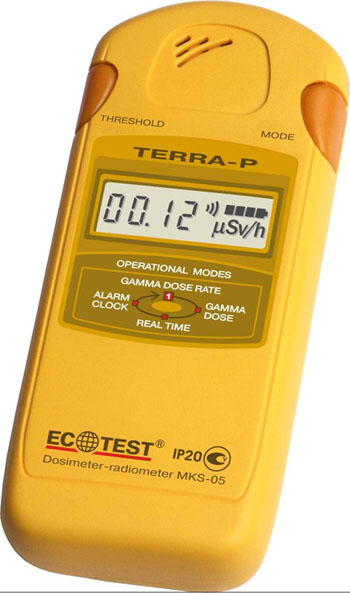 THRESHOLD
MODE
TERRA-P
00.12 µSv/h
OPERATIONAL MODES
GAMMA DOSE RATE
1
ALARM CLOCK
GAMMA DOSE
REAL TIME
ECOTEST®
IP20
Dosimeter-radiometer MKS-05